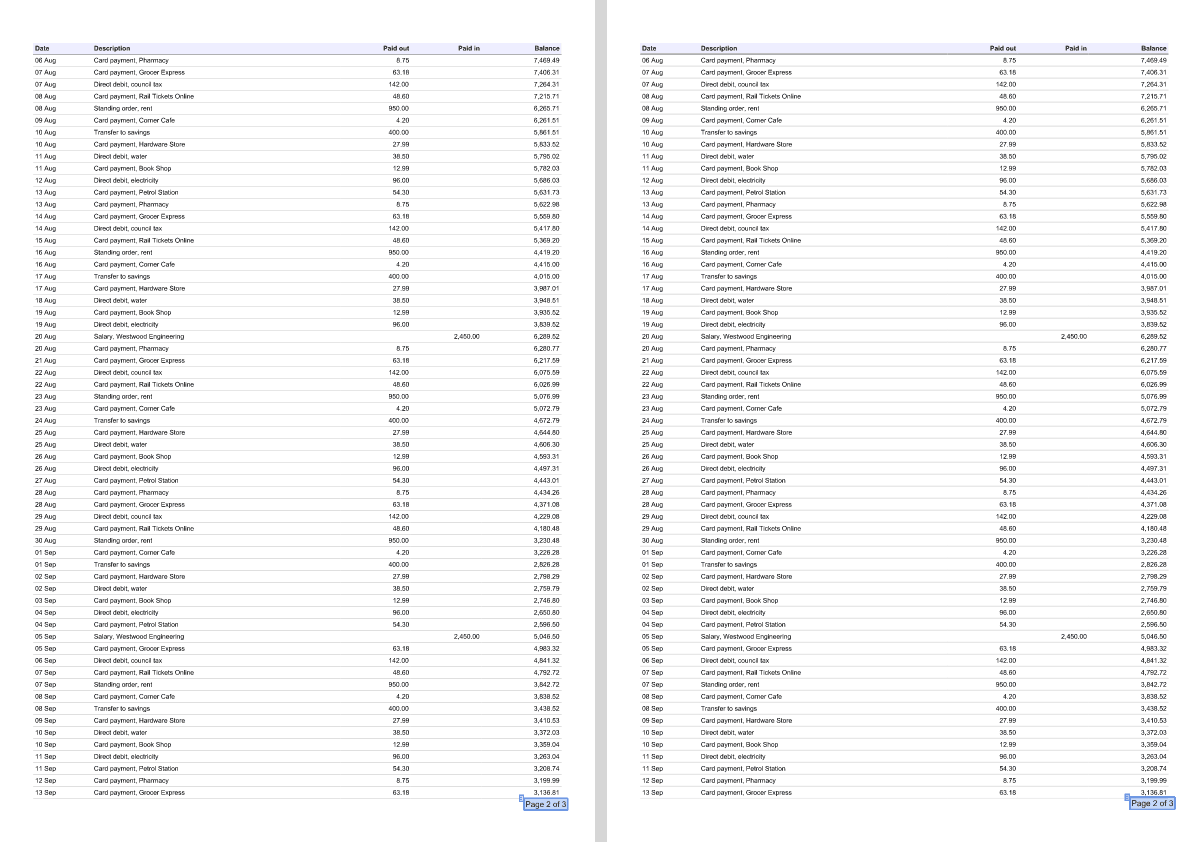 Date Description Paid out Paid in Balance
06 Aug Card payment, Pharmacy 8.75 7,469.49
07 Aug Card payment, Grocer Express 63.18 7,406.31
07 Aug Direct debit, council tax 142.00 7,264.31
08 Aug Card payment, Rail Tickets Online 48.60 7,215.71
08 Aug Standing order, rent 950.00 6,265.71
09 Aug Card payment, Corner Cafe 4.20 6,261.51
10 Aug Transfer to savings 400.00 5,861.51
10 Aug Card payment, Hardware Store 27.99 5,833.52
11 Aug Direct debit, water 38.50 5,795.02
11 Aug Card payment, Book Shop 12.99 5,782.03
12 Aug Direct debit, electricity 96.00 5,686.03
13 Aug Card payment, Petrol Station 54.30 5,631.73
13 Aug Card payment, Pharmacy 8.75 5,622.98
14 Aug Card payment, Grocer Express 63.18 5,559.80
14 Aug Direct debit, council tax 142.00 5,417.80
15 Aug Card payment, Rail Tickets Online 48.60 5,369.20
16 Aug Standing order, rent 950.00 4,419.20
16 Aug Card payment, Corner Cafe 4.20 4,415.00
17 Aug Transfer to savings 400.00 4,015.00
17 Aug Card payment, Hardware Store 27.99 3,987.01
18 Aug Direct debit, water 38.50 3,948.51
19 Aug Card payment, Book Shop 12.99 3,935.52
19 Aug Direct debit, electricity 96.00 3,839.52
20 Aug Salary, Westwood Engineering 2,450.00 6,289.52
20 Aug Card payment, Pharmacy 8.75 6,280.77
21 Aug Card payment, Grocer Express 63.18 6,217.59
22 Aug Direct debit, council tax 142.00 6,075.59
22 Aug Card payment, Rail Tickets Online 48.60 6,026.99
23 Aug Standing order, rent 950.00 5,076.99
23 Aug Card payment, Corner Cafe 4.20 5,072.79
24 Aug Transfer to savings 400.00 4,672.79
25 Aug Card payment, Hardware Store 27.99 4,644.80
25 Aug Direct debit, water 38.50 4,606.30
26 Aug Card payment, Book Shop 12.99 4,593.31
26 Aug Direct debit, electricity 96.00 4,497.31
27 Aug Card payment, Petrol Station 54.30 4,443.01
28 Aug Card payment, Pharmacy 8.75 4,434.26
28 Aug Card payment, Grocer Express 63.18 4,371.08
29 Aug Direct debit, council tax 142.00 4,229.08
29 Aug Card payment, Rail Tickets Online 48.60 4,180.48
30 Aug Standing order, rent 950.00 3,230.48
01 Sep Card payment, Corner Cafe 4.20 3,226.28
01 Sep Transfer to savings 400.00 2,826.28
02 Sep Card payment, Hardware Store 27.99 2,798.29
02 Sep Direct debit, water 38.50 2,759.79
03 Sep Card payment, Book Shop 12.99 2,746.80
04 Sep Direct debit, electricity 96.00 2,650.80
04 Sep Card payment, Petrol Station 54.30 2,596.50
05 Sep Salary, Westwood Engineering 2,450.00 5,046.50
05 Sep Card payment, Grocer Express 63.18 4,983.32
06 Sep Direct debit, council tax 142.00 4,841.32
07 Sep Card payment, Rail Tickets Online 48.60 4,792.72
07 Sep Standing order, rent 950.00 3,842.72
08 Sep Card payment, Corner Cafe 4.20 3,838.52
08 Sep Transfer to savings 400.00 3,438.52
09 Sep Card payment, Hardware Store 27.99 3,410.53
10 Sep Direct debit, water 38.50 3,372.03
10 Sep Card payment, Book Shop 12.99 3,359.04
11 Sep Direct debit, electricity 96.00 3,263.04
11 Sep Card payment, Petrol Station 54.30 3,208.74
12 Sep Card payment, Pharmacy 8.75 3,199.99
13 Sep Card payment, Grocer Express 63.18 3,136.81
Page 2 of 3
Date Description Paid out Paid in Balance
06 Aug Card payment, Pharmacy 8.75 7,469.49
07 Aug Card payment, Grocer Express 63.18 7,406.31
07 Aug Direct debit, council tax 142.00 7,264.31
08 Aug Card payment, Rail Tickets Online 48.60 7,215.71
08 Aug Standing order, rent 950.00 6,265.71
09 Aug Card payment, Corner Cafe 4.20 6,261.51
10 Aug Transfer to savings 400.00 5,861.51
10 Aug Card payment, Hardware Store 27.99 5,833.52
11 Aug Direct debit, water 38.50 5,795.02
11 Aug Card payment, Book Shop 12.99 5,782.03
12 Aug Direct debit, electricity 96.00 5,686.03
13 Aug Card payment, Petrol Station 54.30 5,631.73
13 Aug Card payment, Pharmacy 8.75 5,622.98
14 Aug Card payment, Grocer Express 63.18 5,559.80
14 Aug Direct debit, council tax 142.00 5,417.80
15 Aug Card payment, Rail Tickets Online 48.60 5,369.20
16 Aug Standing order, rent 950.00 4,419.20
16 Aug Card payment, Corner Cafe 4.20 4,415.00
17 Aug Transfer to savings 400.00 4,015.00
17 Aug Card payment, Hardware Store 27.99 3,987.01
18 Aug Direct debit, water 38.50 3,948.51
19 Aug Card payment, Book Shop 12.99 3,935.52
19 Aug Direct debit, electricity 96.00 3,839.52
20 Aug Salary, Westwood Engineering 2,450.00 6,289.52
20 Aug Card payment, Pharmacy 8.75 6,280.77
21 Aug Card payment, Grocer Express 63.18 6,217.59
22 Aug Direct debit, council tax 142.00 6,075.59
22 Aug Card payment, Rail Tickets Online 48.60 6,026.99
23 Aug Standing order, rent 950.00 5,076.99
23 Aug Card payment, Corner Cafe 4.20 5,072.79
24 Aug Transfer to savings 400.00 4,672.79
25 Aug Card payment, Hardware Store 27.99 4,644.80
25 Aug Direct debit, water 38.50 4,606.30
26 Aug Card payment, Book Shop 12.99 4,593.31
26 Aug Direct debit, electricity 96.00 4,497.31
27 Aug Card payment, Petrol Station 54.30 4,443.01
28 Aug Card payment, Pharmacy 8.75 4,434.26
28 Aug Card payment, Grocer Express 63.18 4,371.08
29 Aug Direct debit, council tax 142.00 4,229.08
29 Aug Card payment, Rail Tickets Online 48.60 4,180.48
30 Aug Standing order, rent 950.00 3,230.48
01 Sep Card payment, Corner Cafe 4.20 3,226.28
01 Sep Transfer to savings 400.00 2,826.28
02 Sep Card payment, Hardware Store 27.99 2,798.29
02 Sep Direct debit, water 38.50 2,759.79
03 Sep Card payment, Book Shop 12.99 2,746.80
04 Sep Direct debit, electricity 96.00 2,650.80
04 Sep Card payment, Petrol Station 54.30 2,596.50
05 Sep Salary, Westwood Engineering 2,450.00 5,046.50
05 Sep Card payment, Grocer Express 63.18 4,983.32
06 Sep Direct debit, council tax 142.00 4,841.32
07 Sep Card payment, Rail Tickets Online 48.60 4,792.72
07 Sep Standing order, rent 950.00 3,842.72
08 Sep Card payment, Corner Cafe 4.20 3,838.52
08 Sep Transfer to savings 400.00 3,438.52
09 Sep Card payment, Hardware Store 27.99 3,410.53
10 Sep Direct debit, water 38.50 3,372.03
10 Sep Card payment, Book Shop 12.99 3,359.04
11 Sep Direct debit, electricity 96.00 3,263.04
11 Sep Card payment, Petrol Station 54.30 3,208.74
12 Sep Card payment, Pharmacy 8.75 3,199.99
13 Sep Card payment, Grocer Express 63.18 3,136.81
Page 2 of 3